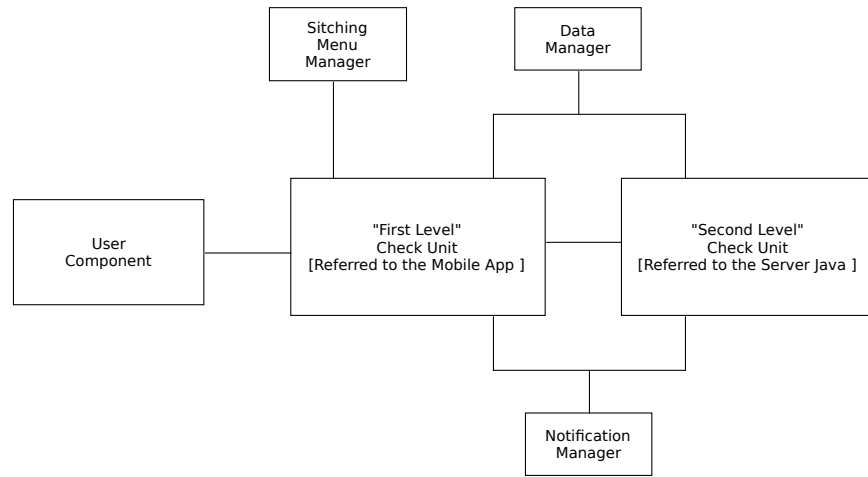 Sitching
Menu
Manager
Data
Manager
User
Component
"First Level"
Check Unit
[Referred to the Mobile App ]
"Second Level"
Check Unit
[Referred to the Server Java ]
Notification
Manager